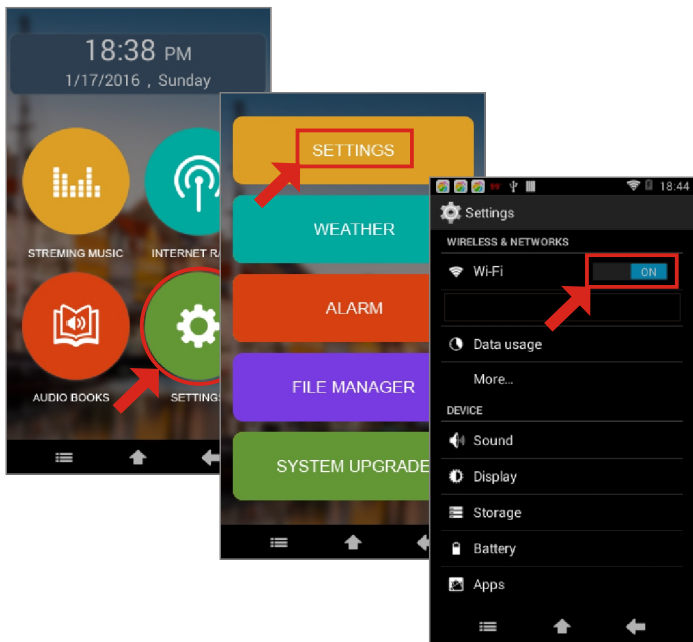 18:38 PM
1/17/2016 , Sunday
STREMING MUSIC
INTERNET RA
AUDIO BOOKS
SETTINGS
SETTINGS
WEATHER
ALARM
FILE MANAGER
SYSTEM UPGRADE
18:44
Settings
WIRELESS & NETWORKS
Wi-Fi
ON
Data usage
More...
DEVICE
Sound
Display
Storage
Battery
Apps